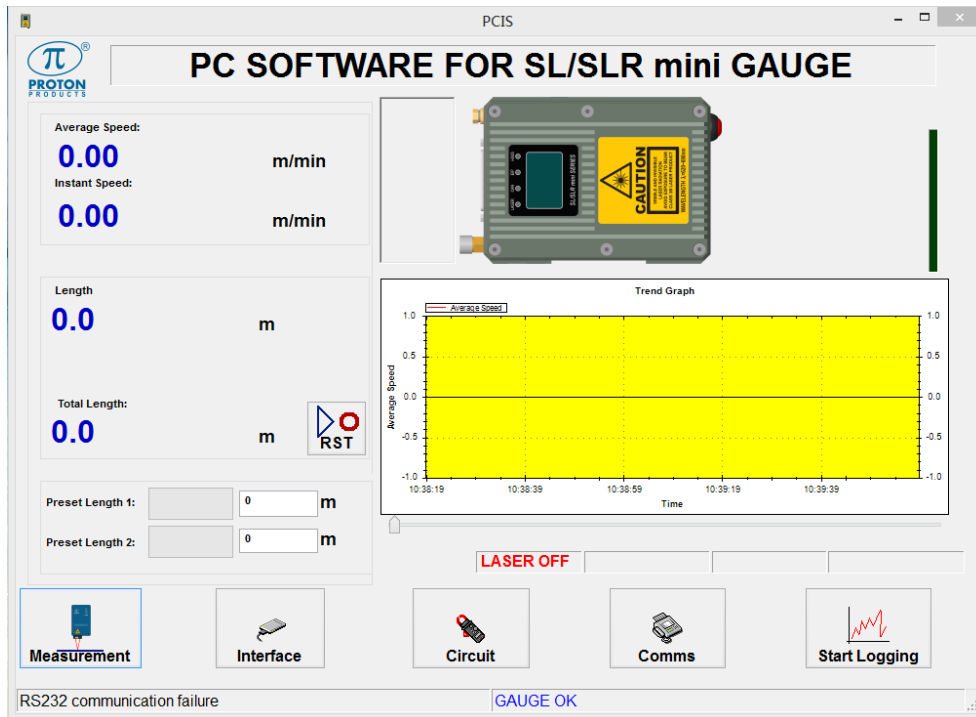 PCIS
π®
PROTON
PRODUCTS
PC SOFTWARE FOR SL/SLR mini GAUGE
Average Speed:
0.00 m/min
Instant Speed:
0.00 m/min
Length
0.0 m
Total Length:
0.0 m
RST
Preset Length 1: 0 m
Preset Length 2: 0 m
SL/SLR mini SERIES
CAUTION
Trend Graph
Average Speed
Average Speed
1.0 1.0
0.5 0.5
0.0 0.0
-0.5 -0.5
-1.0 -1.0
10:38:19 10:38:39 10:38:59 10:39:19 10:39:39
Time
LASER OFF
Measurement Interface Circuit Comms Start Logging
RS232 communication failure GAUGE OK